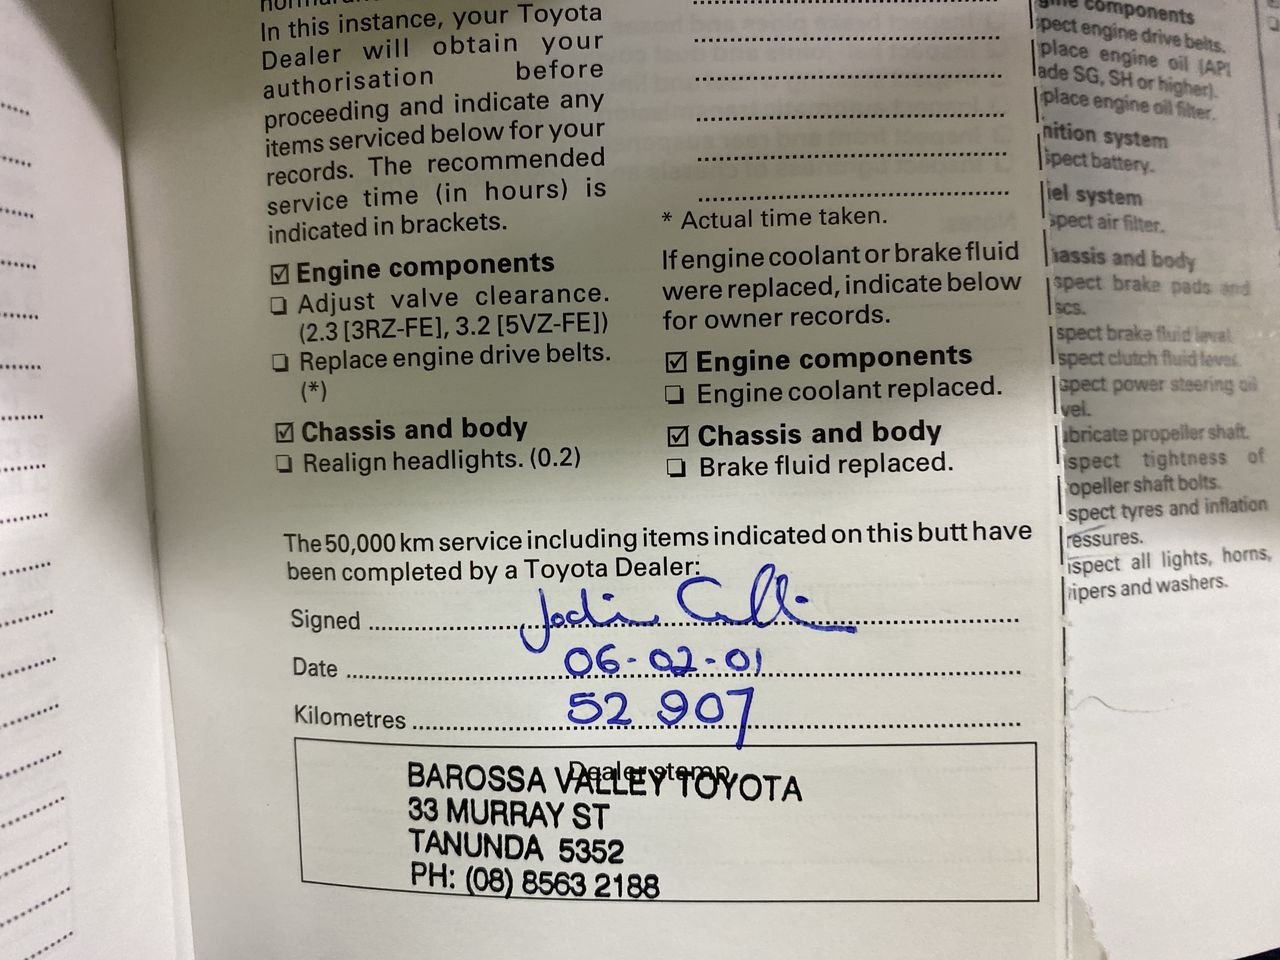 In this instance, your Toyota
Dealer will obtain your
authorisation before
proceeding and indicate any
items serviced below for your
records. The recommended
service time (in hours) is
indicated in brackets.
☑ Engine components
❏ Adjust valve clearance.
(2.3 [3RZ-FE], 3.2 [5VZ-FE])
❏ Replace engine drive belts.
(*)
☑ Chassis and body
❏ Realign headlights. (0.2)
* Actual time taken.
If engine coolant or brake fluid
were replaced, indicate below
for owner records.
☑ Engine components
❏ Engine coolant replaced.
☑ Chassis and body
❏ Brake fluid replaced.
The 50,000 km service including items indicated on this butt have
been completed by a Toyota Dealer:
Signed
Date 06-02-01
Kilometres 52 907
Dealer stamp
BAROSSA VALLEY TOYOTA
33 MURRAY ST
TANUNDA 5352
PH: (08) 8563 2188
gine components
spect engine drive belts.
place engine oil (API
ade SG, SH or higher).
place engine oil filter.
nition system
spect battery.
el system
spect air filter.
hassis and body
spect brake pads and
scs.
spect brake fluid level.
spect clutch fluid level.
spect power steering oil
vel.
ubricate propeller shaft.
spect tightness of
opeller shaft bolts.
spect tyres and inflation
ressures.
spect all lights, horns,
ipers and washers.